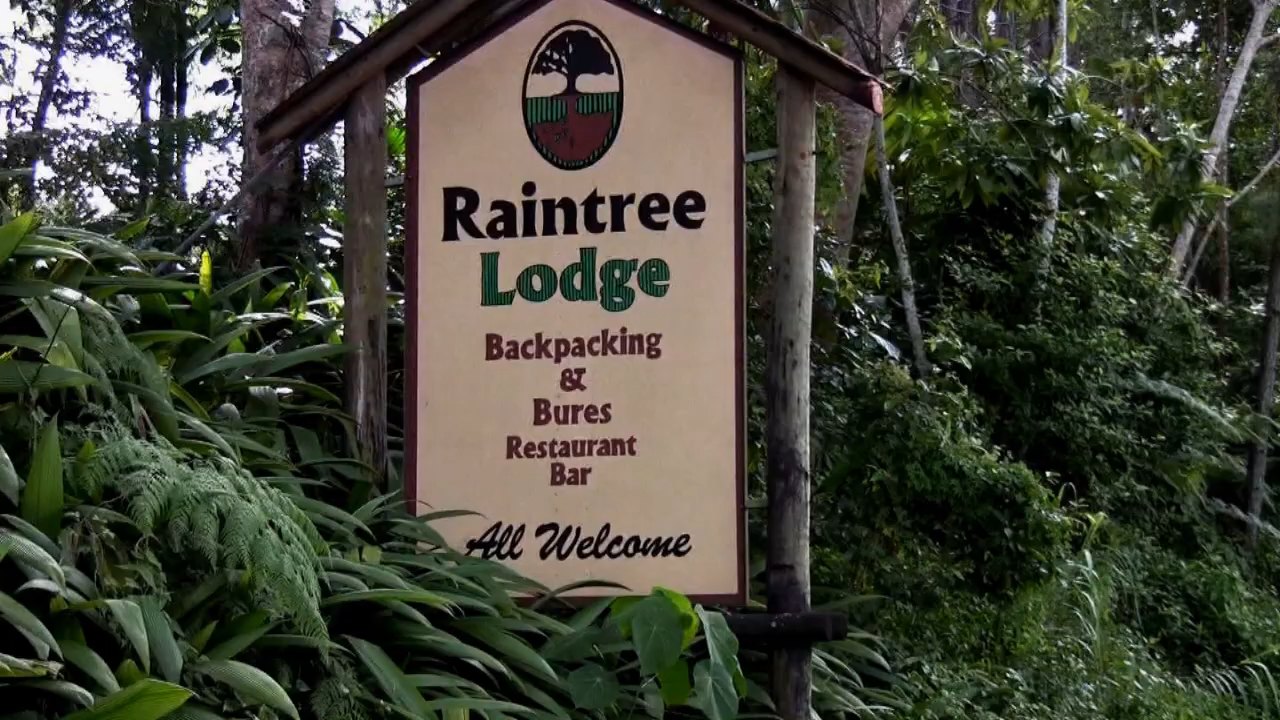 Raintree
Lodge
Backpacking
&
Bures
Restaurant
Bar
All Welcome